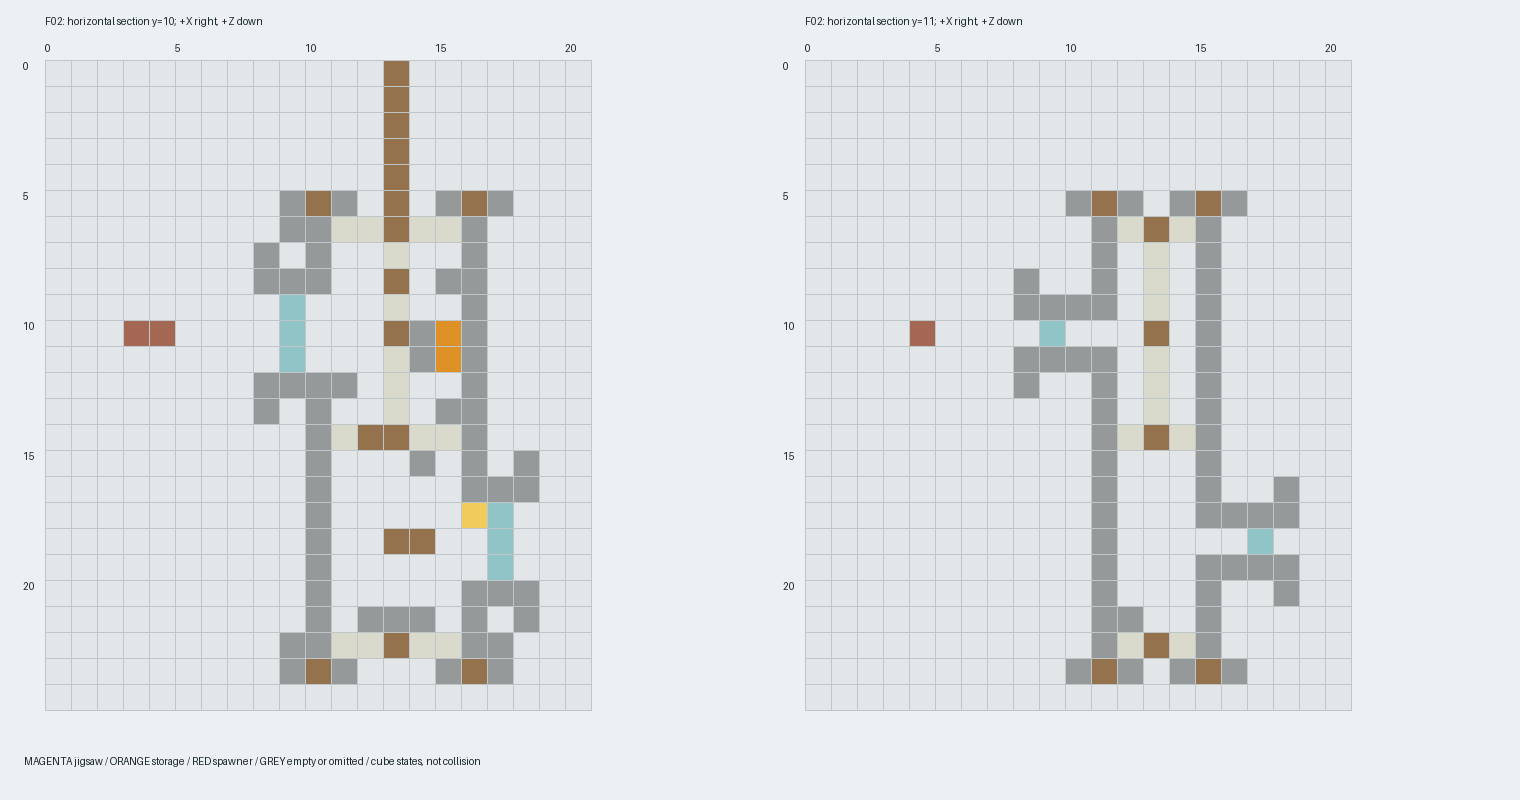 F02: horizontal section y=10; +X right, +Z down
F02: horizontal section y=11; +X right, +Z down
0 5 10 15 20
0 5 10 15 20
0
5
10
15
20
0
5
10
15
20
MAGENTA jigsaw / ORANGE storage / RED spawner / GREY empty or omitted / cube states, not collision